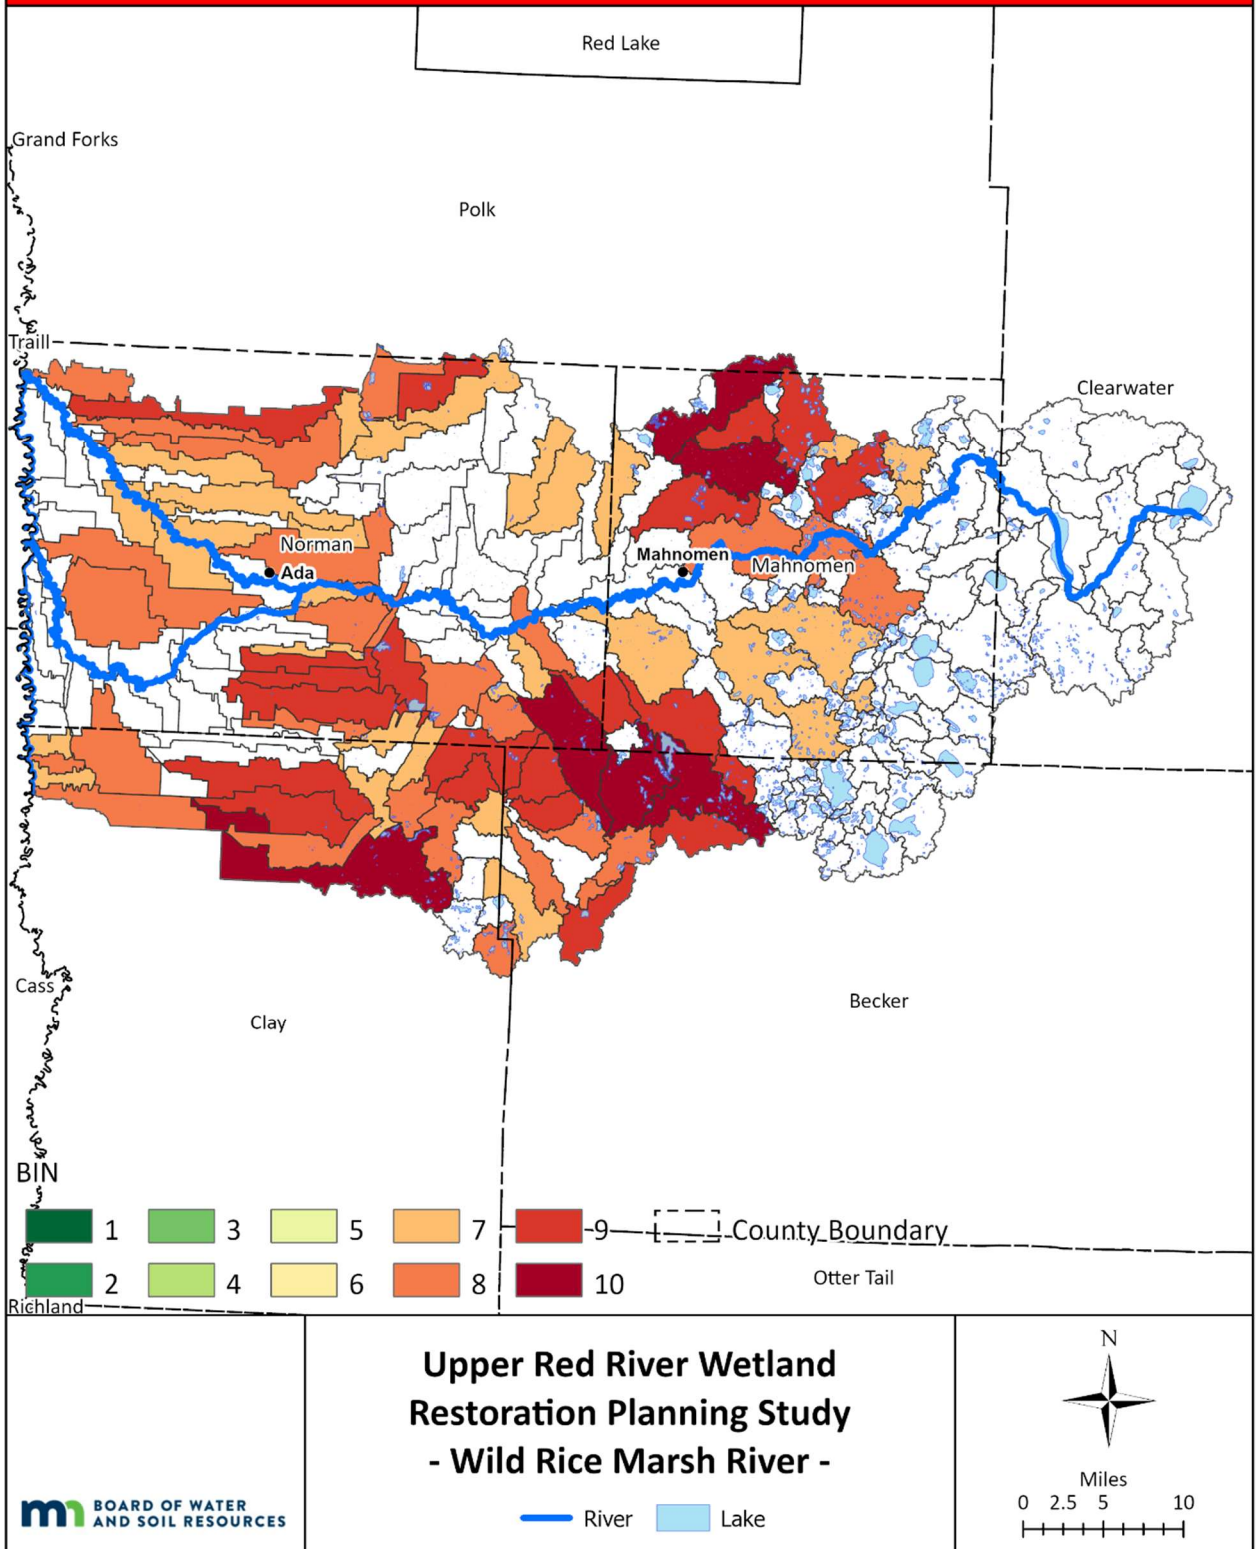 Red Lake
Grand Forks
Polk
Traill
Clearwater
Norman
Ada
Mahnomen
Mahnomen
Cass
Clay
Becker
BIN
1 3 5 7 9 County Boundary
2 4 6 8 10
Otter Tail
Richland
Upper Red River Wetland
Restoration Planning Study
- Wild Rice Marsh River -
River Lake
N
Miles
0 2.5 5 10
mn BOARD OF WATER
AND SOIL RESOURCES